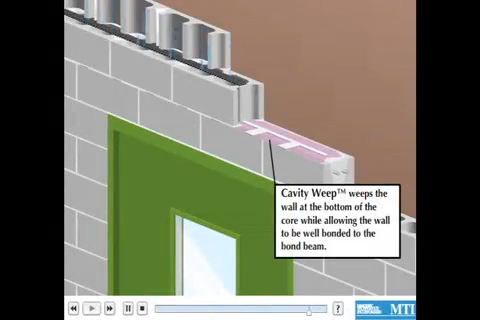 Cavity Weep™ weeps the
wall at the bottom of the
core while allowing the wall
to be well bonded to the
bond beam.
?
MTI